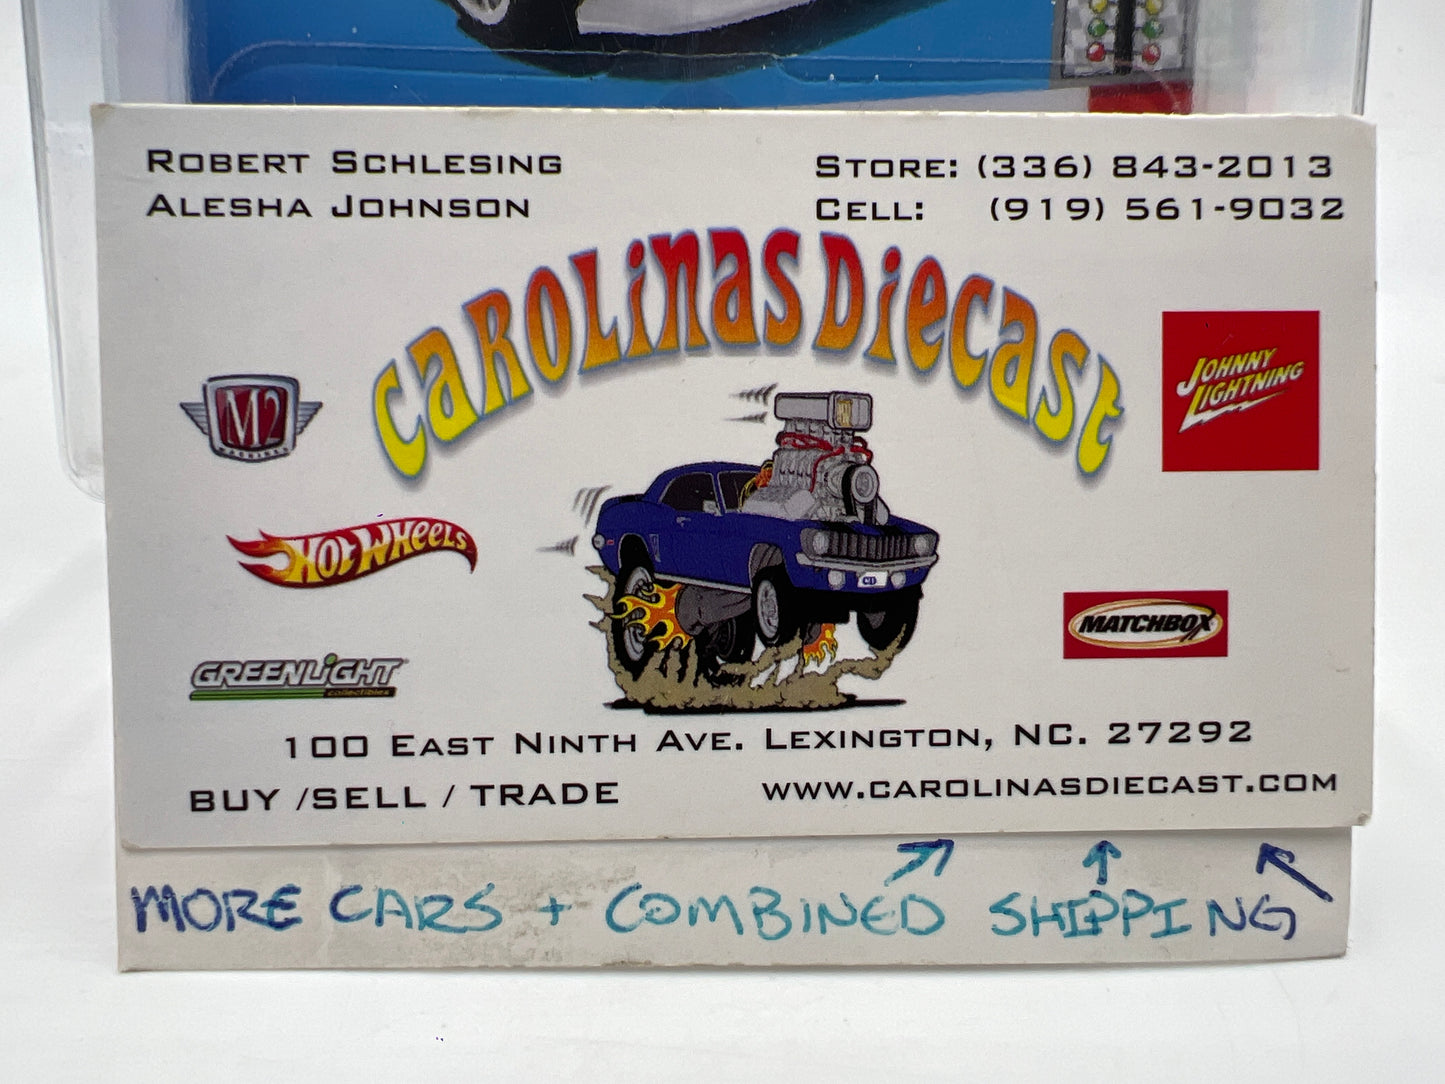 ROBERT SCHLESING
ALESHA JOHNSON
STORE: (336) 843-2013
CELL: (919) 561-9032
CAROLINAS DIECAST
M2
MACHINES
JOHNNY
LIGHTNING
HOT WHEELS
MATCHBOX
GREENLIGHT
collectibles
100 EAST NINTH AVE. LEXINGTON, NC. 27292
BUY /SELL / TRADE
WWW.CAROLINASDIECAST.COM
MORE CARS + COMBINED SHIPPING